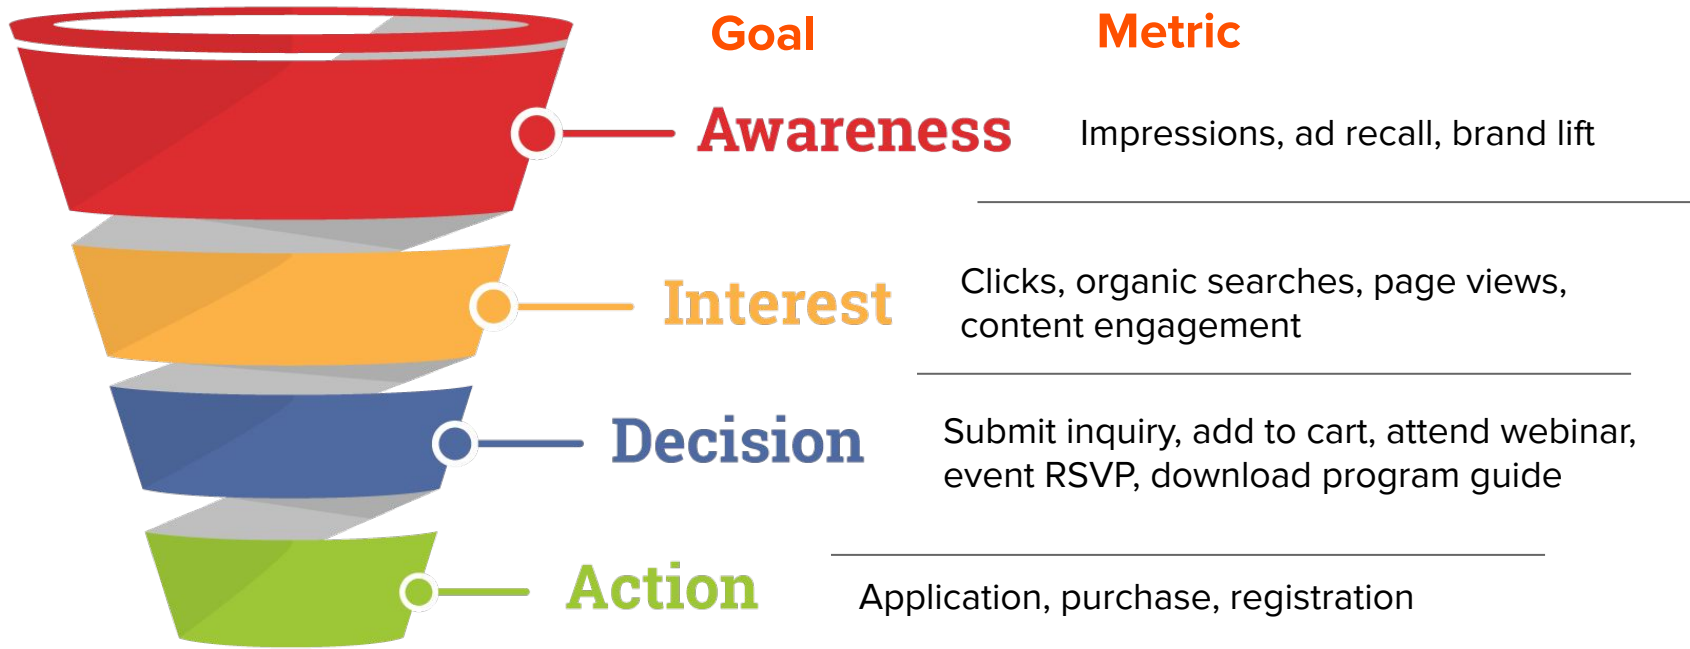 Goal Metric
Awareness Impressions, ad recall, brand lift
Interest Clicks, organic searches, page views,
content engagement
Decision Submit inquiry, add to cart, attend webinar,
event RSVP, download program guide
Action Application, purchase, registration